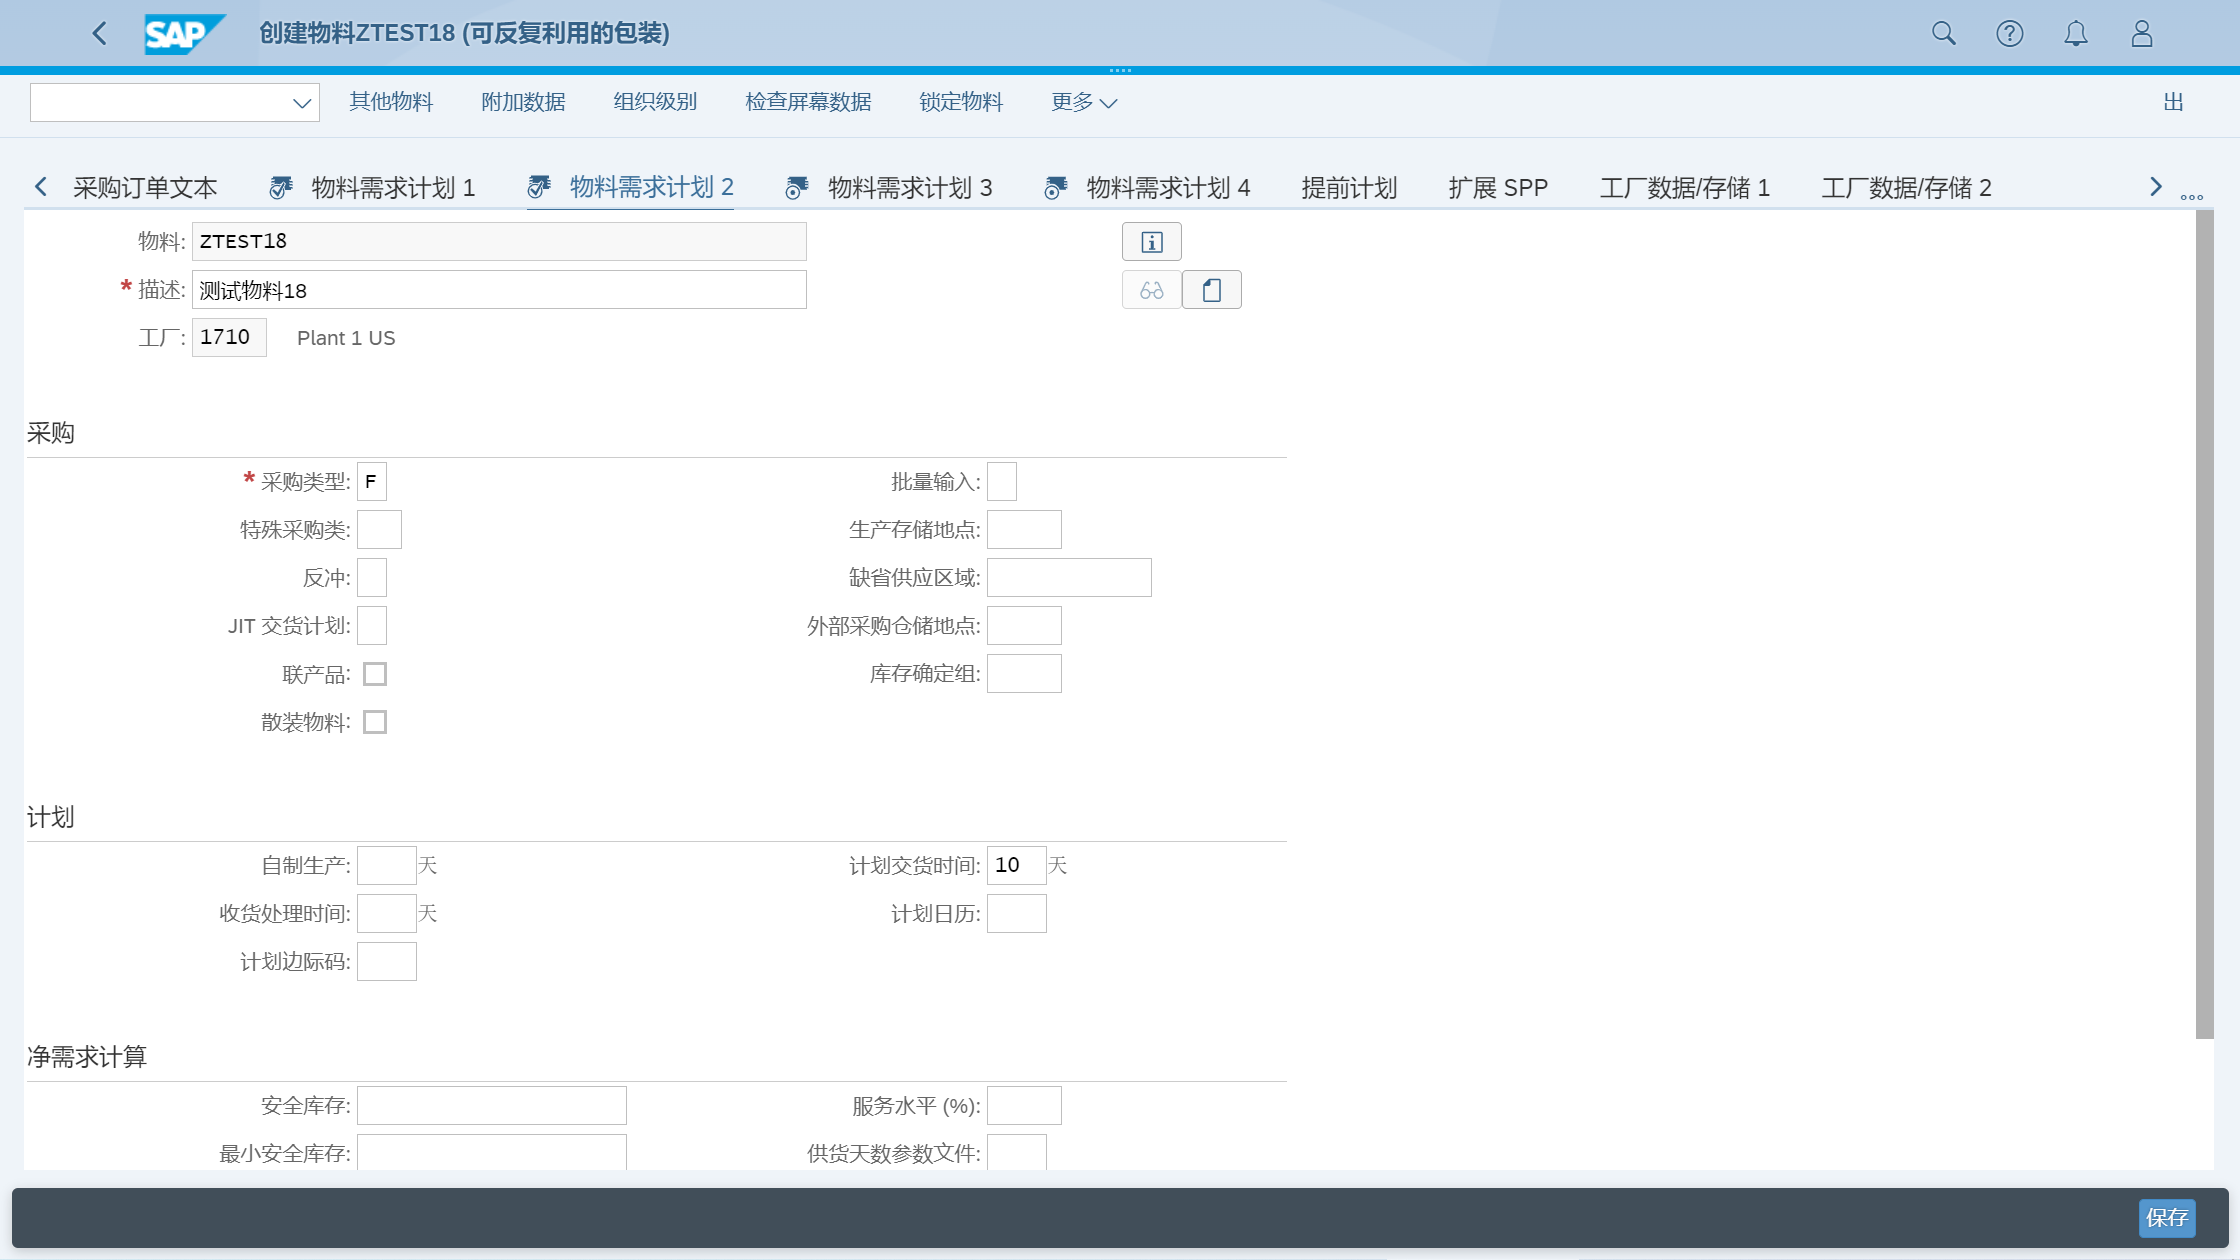 SAP 创建物料ZTEST18 (可反复利用的包装)
其他物料 附加数据 组织级别 检查屏幕数据 锁定物料 更多 出
采购订单文本 物料需求计划 1 物料需求计划 2 物料需求计划 3 物料需求计划 4 提前计划 扩展 SPP 工厂数据/存储 1 工厂数据/存储 2
物料: ZTEST18
* 描述: 测试物料18
工厂: 1710 Plant 1 US
采购
* 采购类型: F 批量输入:
特殊采购类: 生产存储地点:
反冲: 缺省供应区域:
JIT 交货计划: 外部采购仓储地点:
联产品: 库存确定组:
散装物料:
计划
自制生产: 天 计划交货时间: 10 天
收货处理时间: 天 计划日历:
计划边际码:
净需求计算
安全库存: 服务水平 (%):
最小安全库存: 供货天数参数文件:
保存